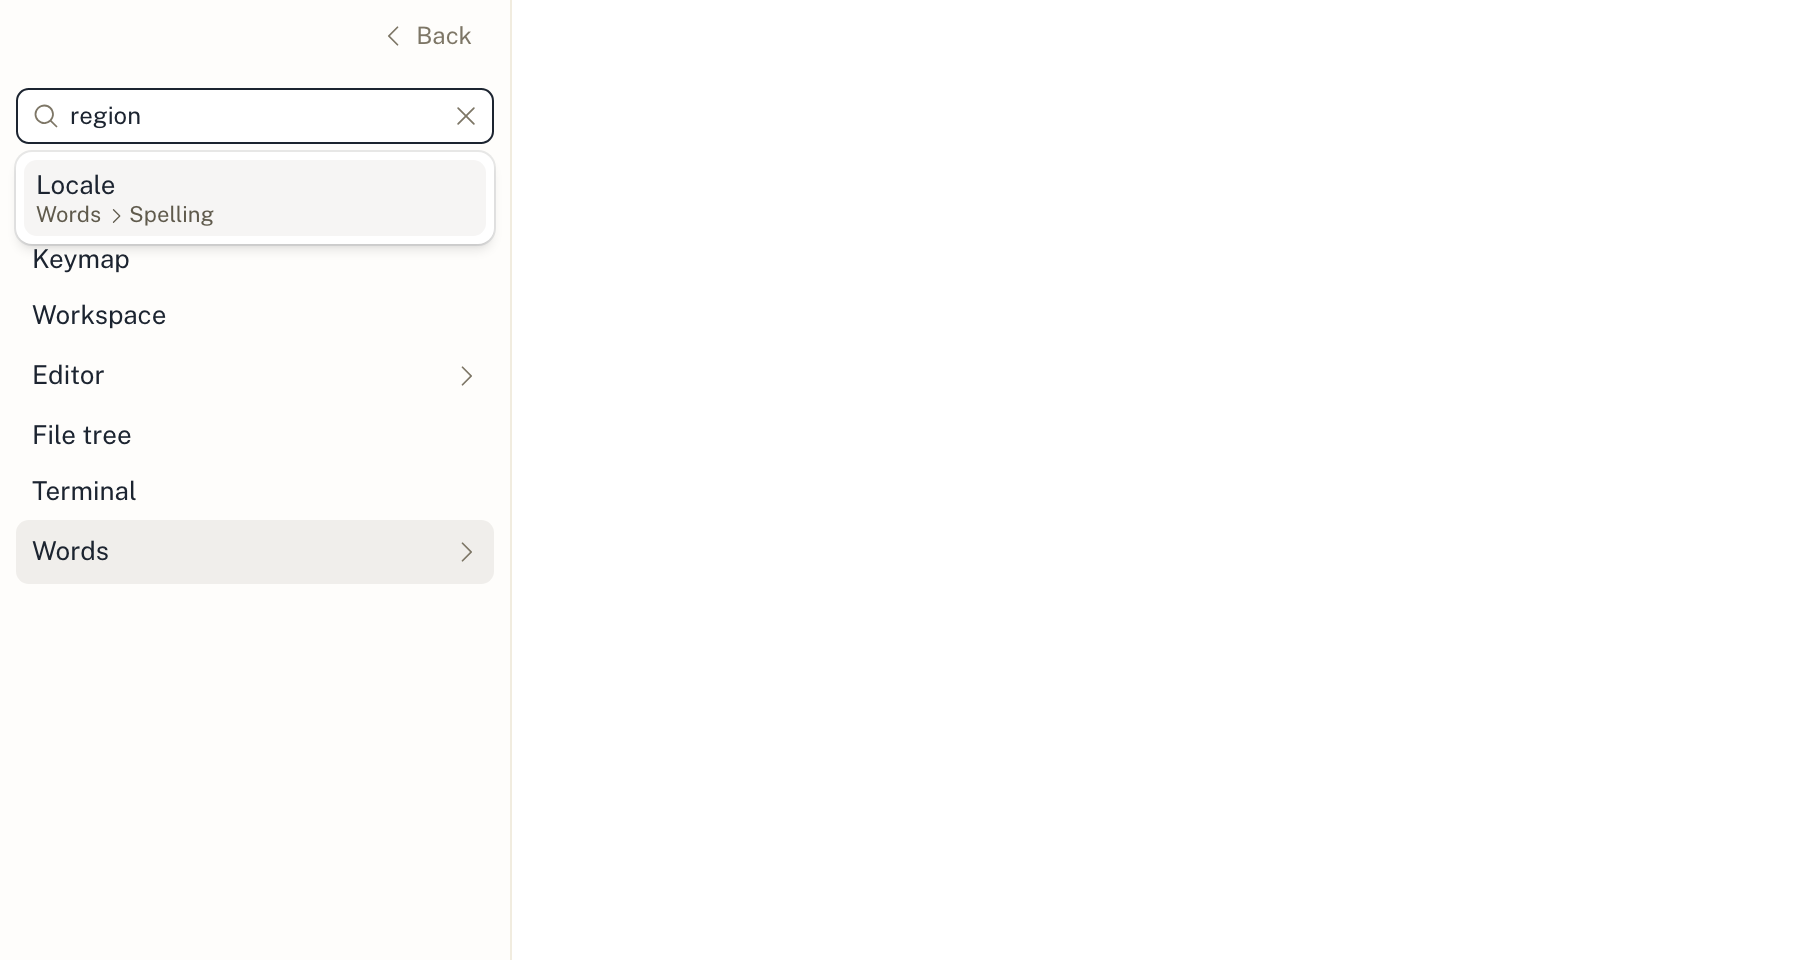 Back
region
Locale
Words > Spelling
Keymap
Workspace
Editor
File tree
Terminal
Words